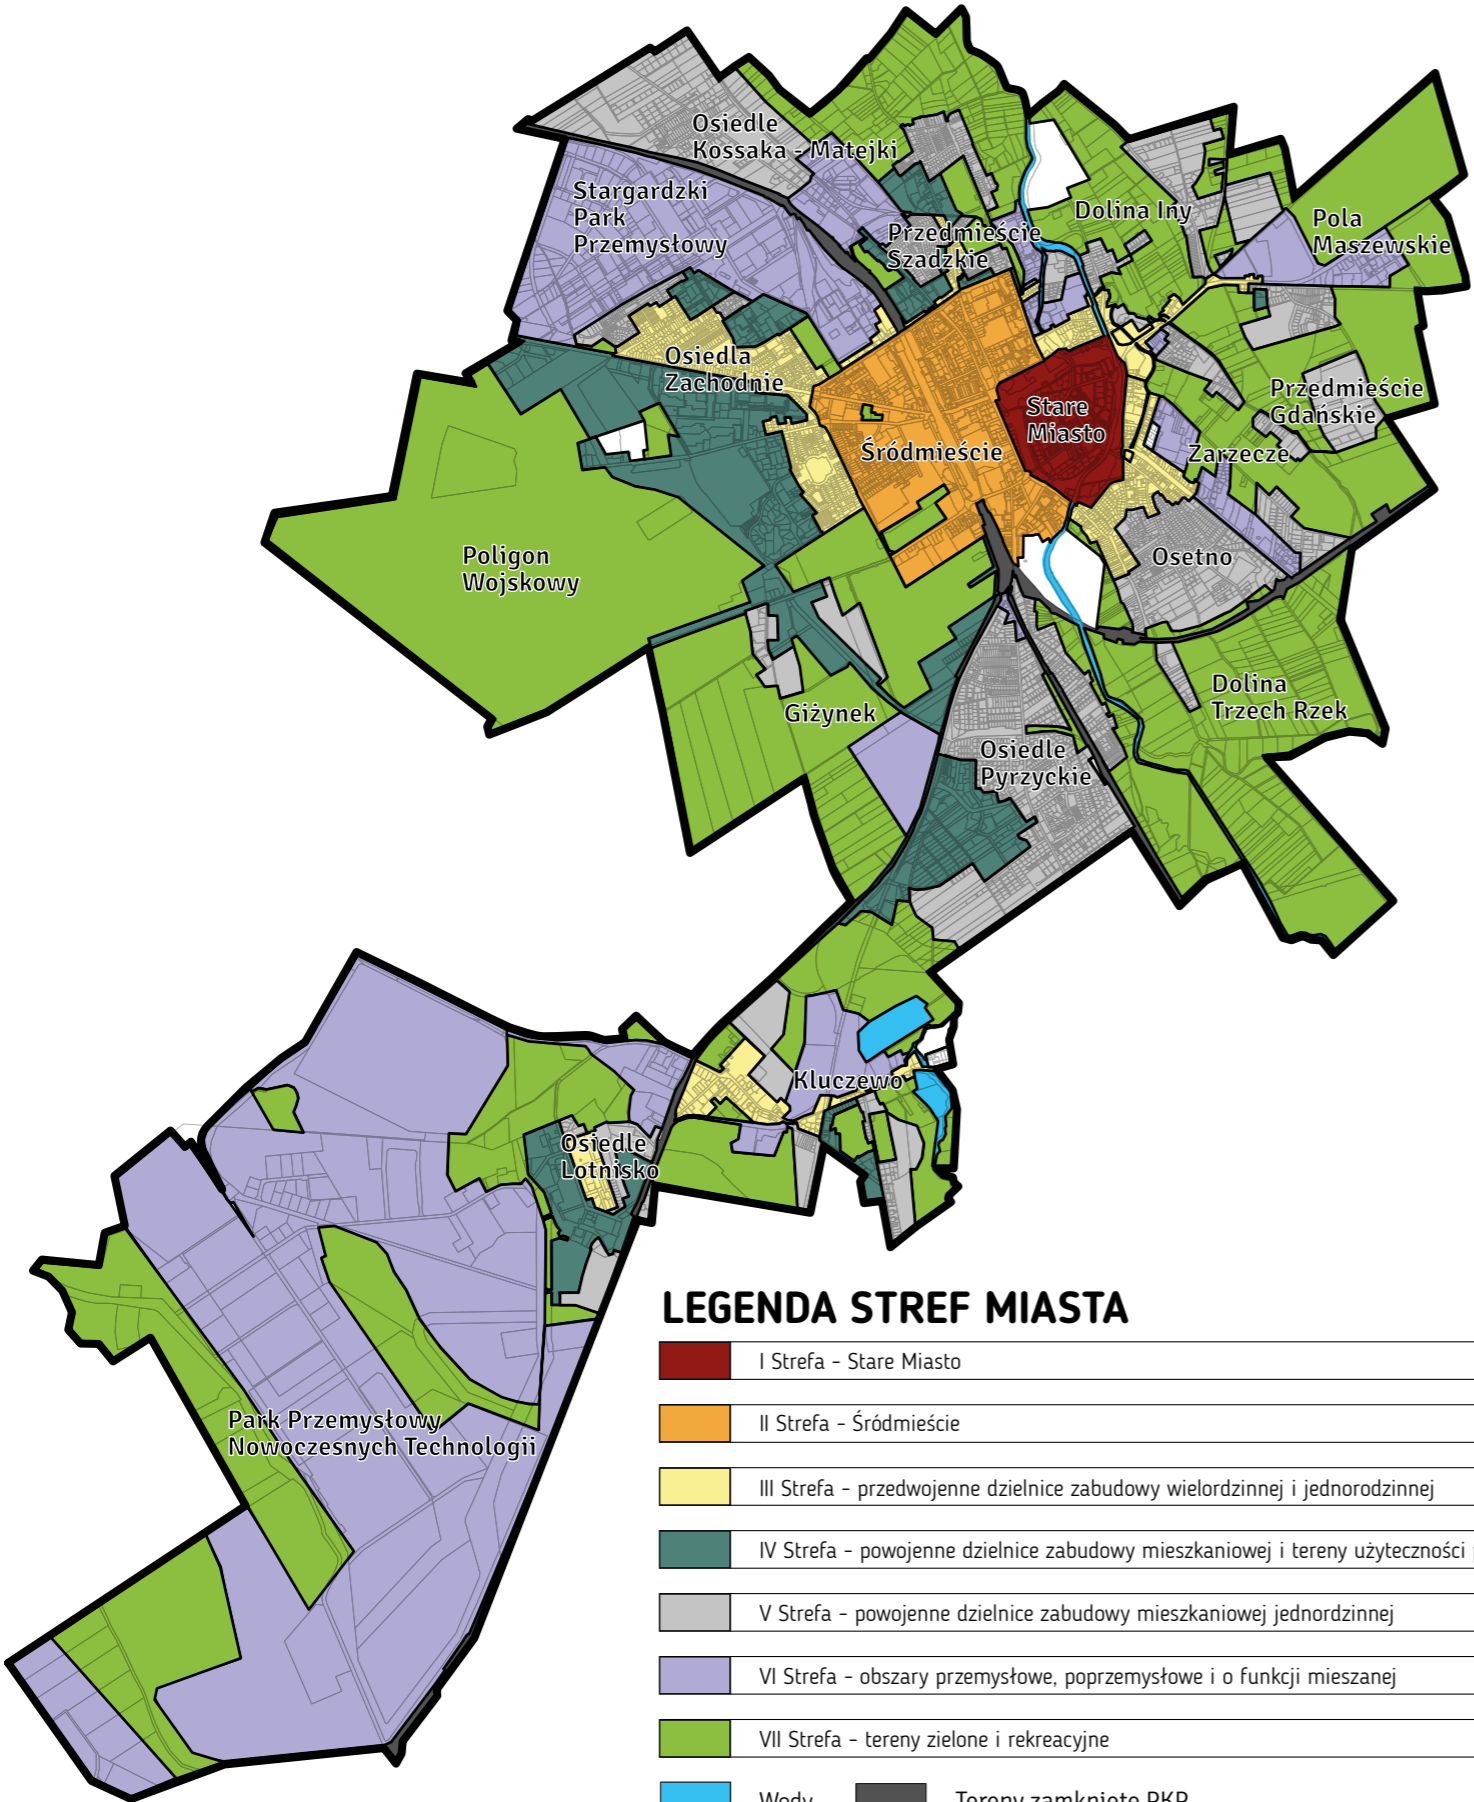 Osiedle
Kossaka - Matejki
Stargardzki
Park
Przemysłowy
Przedmieście
Szadzkie
Dolina Iny
Pola
Maszewskie
Osiedla
Zachodnie
Stare
Miasto
Śródmieście
Przedmieście
Gdańskie
Zarzecze
Osetno
Poligon
Wojskowy
Dolina
Trzech Rzek
Giżynek
Osiedle
Pyrzyckie
Kluczewo
Osiedle
Lotnisko
Park Przemysłowy
Nowoczesnych Technologii
LEGENDA STREF MIASTA
I Strefa - Stare Miasto
II Strefa - Śródmieście
III Strefa - przedwojenne dzielnice zabudowy wielordzinnej i jednorodzinnej
IV Strefa - powojenne dzielnice zabudowy mieszkaniowej i tereny użyteczności
V Strefa - powojenne dzielnice zabudowy mieszkaniowej jednordzinnej
VI Strefa - obszary przemysłowe, poprzemysłowe i o funkcji mieszanej
VII Strefa - tereny zielone i rekreacyjne
Wody
Tereny zamknięte PKP